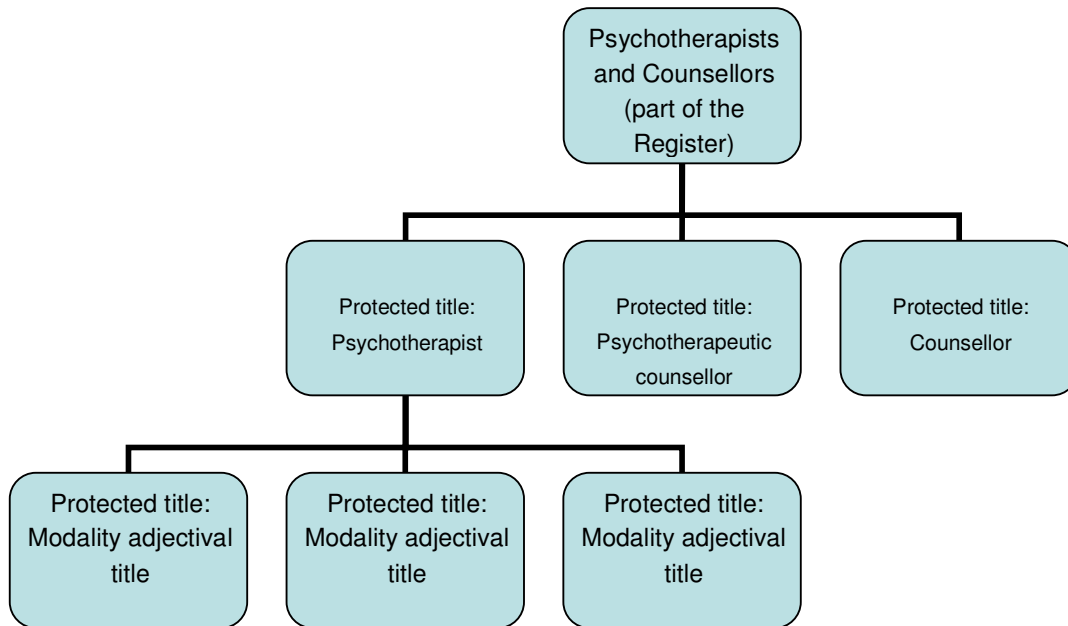 Psychotherapists
and Counsellors
(part of the
Register)
Protected title:
Psychotherapist
Protected title:
Psychotherapeutic
counsellor
Protected title:
Counsellor
Protected title:
Modality adjectival
title
Protected title:
Modality adjectival
title
Protected title:
Modality adjectival
title